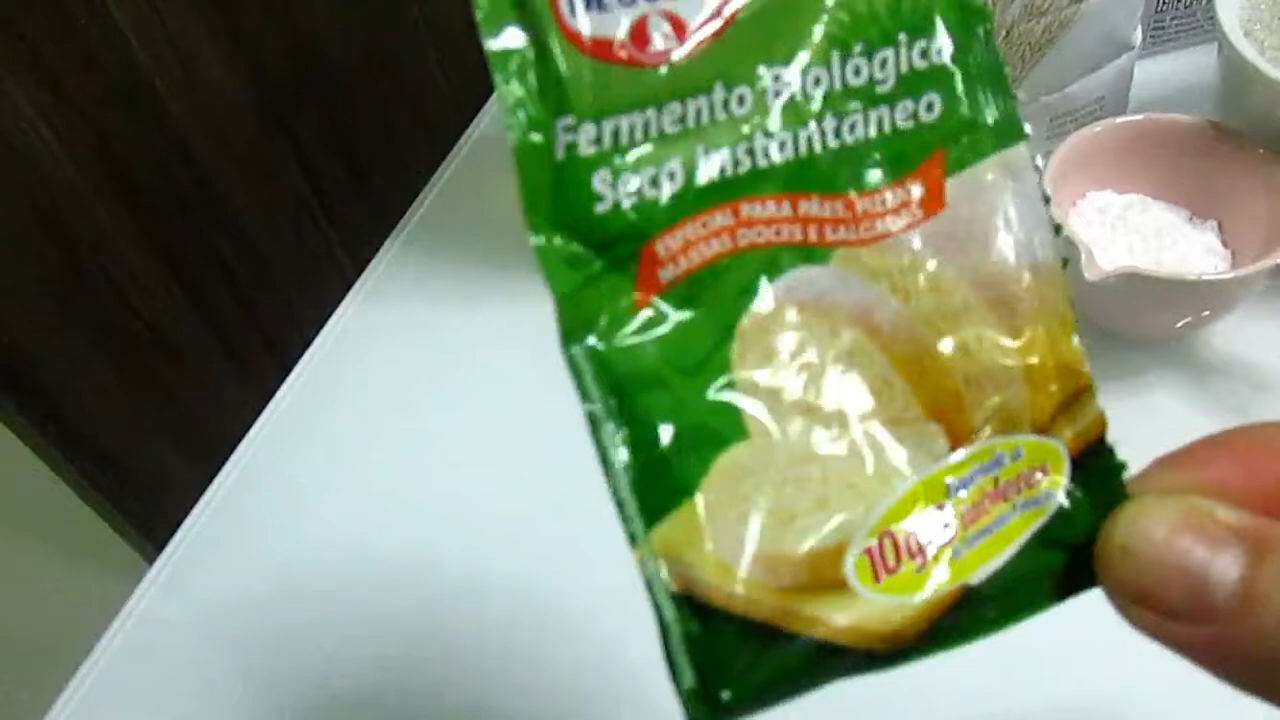 Fermento Biológico
Seco Instantâneo
ESPECIAL PARA PÃES, PIZZAS,
MASSAS DOCES E SALGADAS
10g